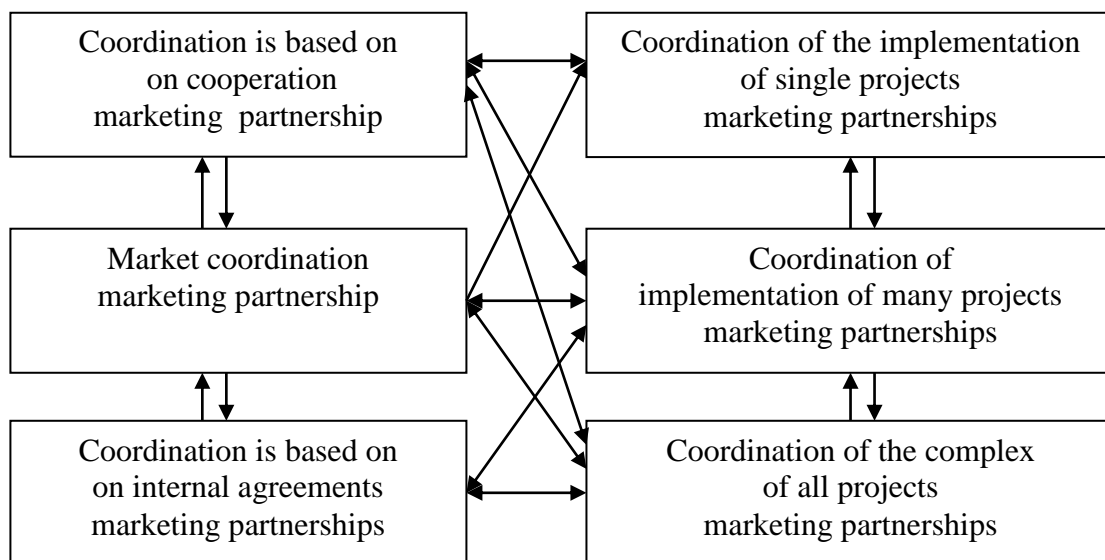 Coordination is based on
on cooperation
marketing partnership
Coordination of the implementation
of single projects
marketing partnerships
Market coordination
marketing partnership
Coordination of
implementation of many projects
marketing partnerships
Coordination is based on
on internal agreements
marketing partnerships
Coordination of the complex
of all projects
marketing partnerships